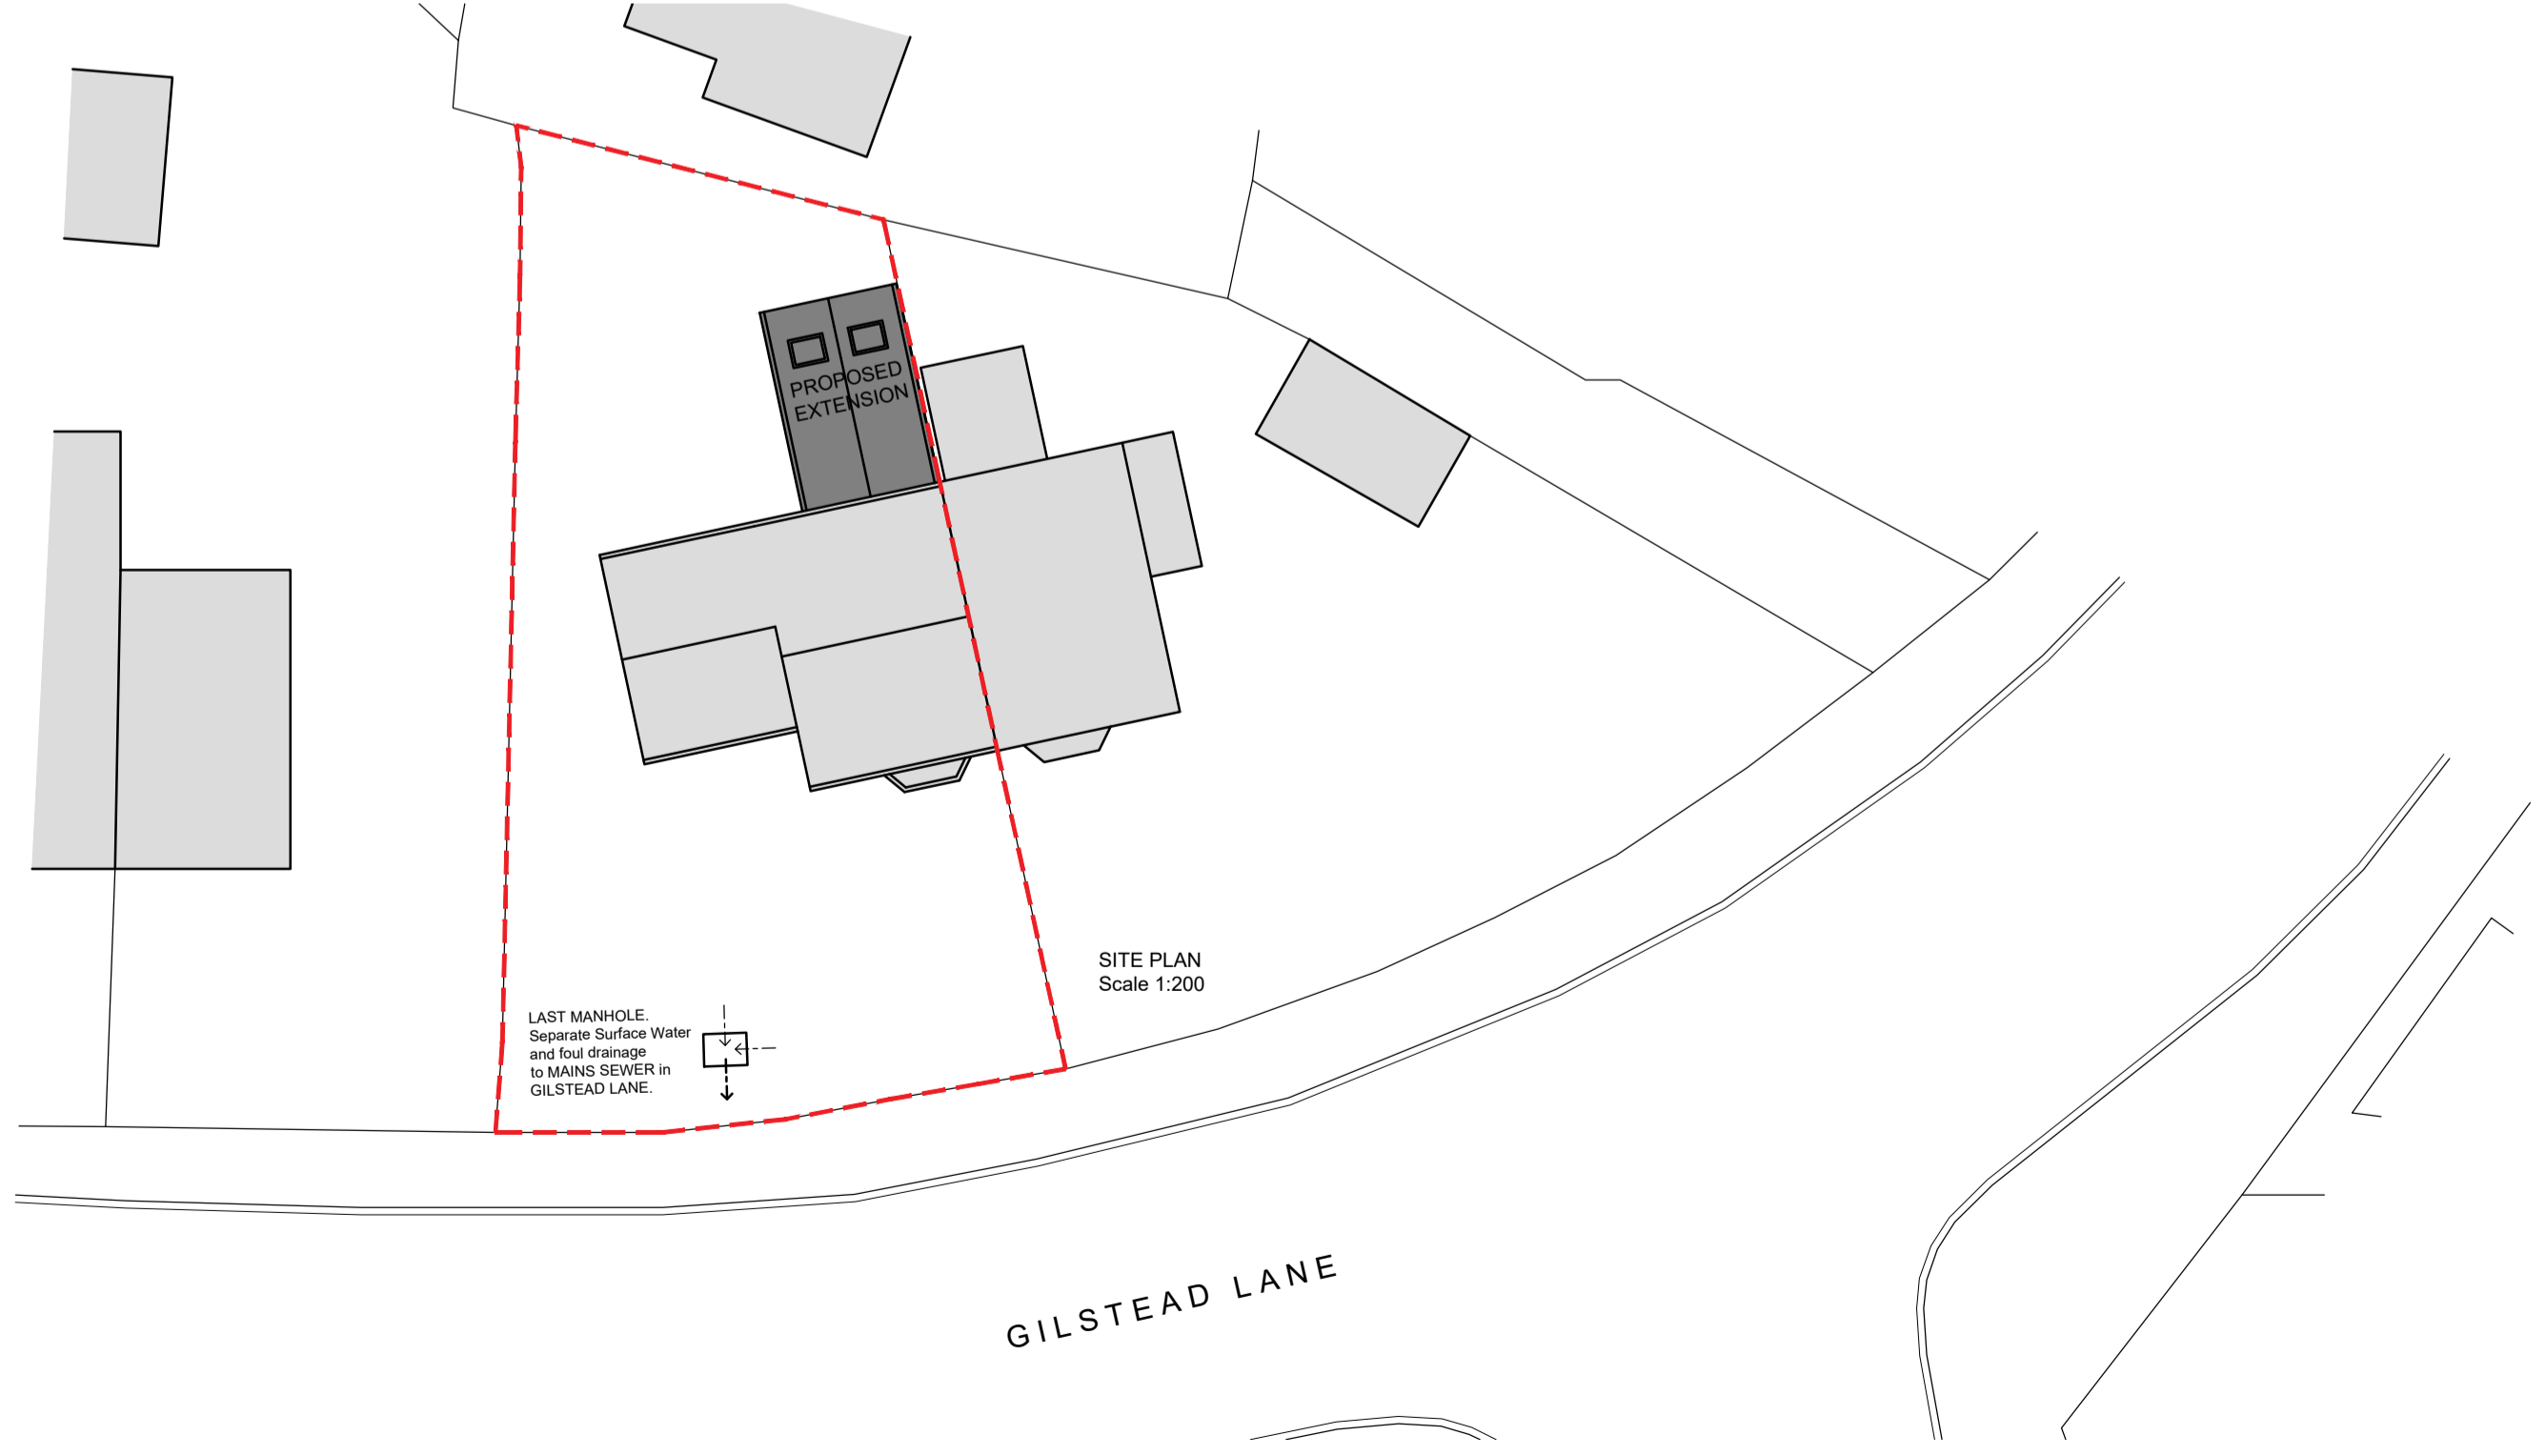 PROPOSED
EXTENSION
SITE PLAN
Scale 1:200
LAST MANHOLE.
Separate Surface Water
and foul drainage
to MAINS SEWER in
GILSTEAD LANE.
GILSTEAD LANE